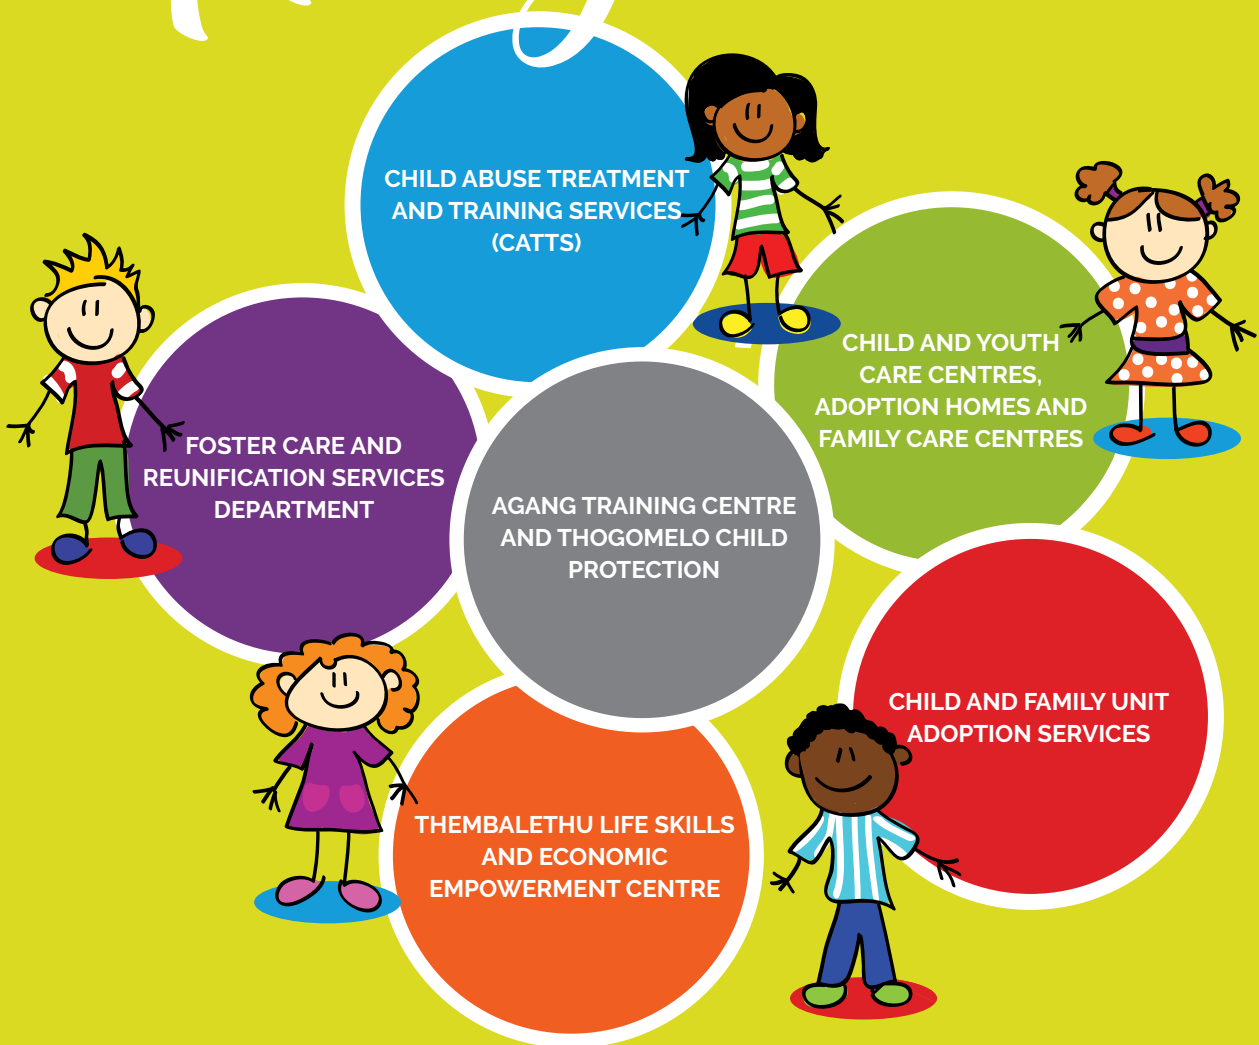 CHILD ABUSE TREATMENT
AND TRAINING SERVICES
(CATTS)
CHILD AND YOUTH
CARE CENTRES,
ADOPTION HOMES AND
FAMILY CARE CENTRES
FOSTER CARE AND
REUNIFICATION SERVICES
DEPARTMENT
AGANG TRAINING CENTRE
AND THOGOMELO CHILD
PROTECTION
CHILD AND FAMILY UNIT
ADOPTION SERVICES
THEMBALETHU LIFE SKILLS
AND ECONOMIC
EMPOWERMENT CENTRE